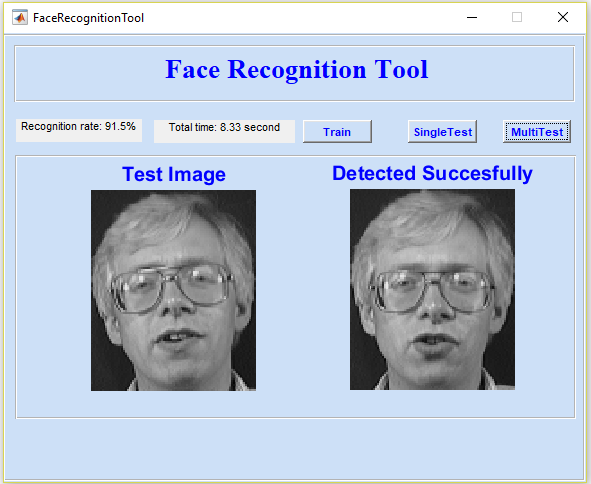 FaceRecognitionTool
Face Recognition Tool
Recognition rate: 91.5%
Total time: 8.33 second
Train
SingleTest
MultiTest
Test Image
Detected Succesfully